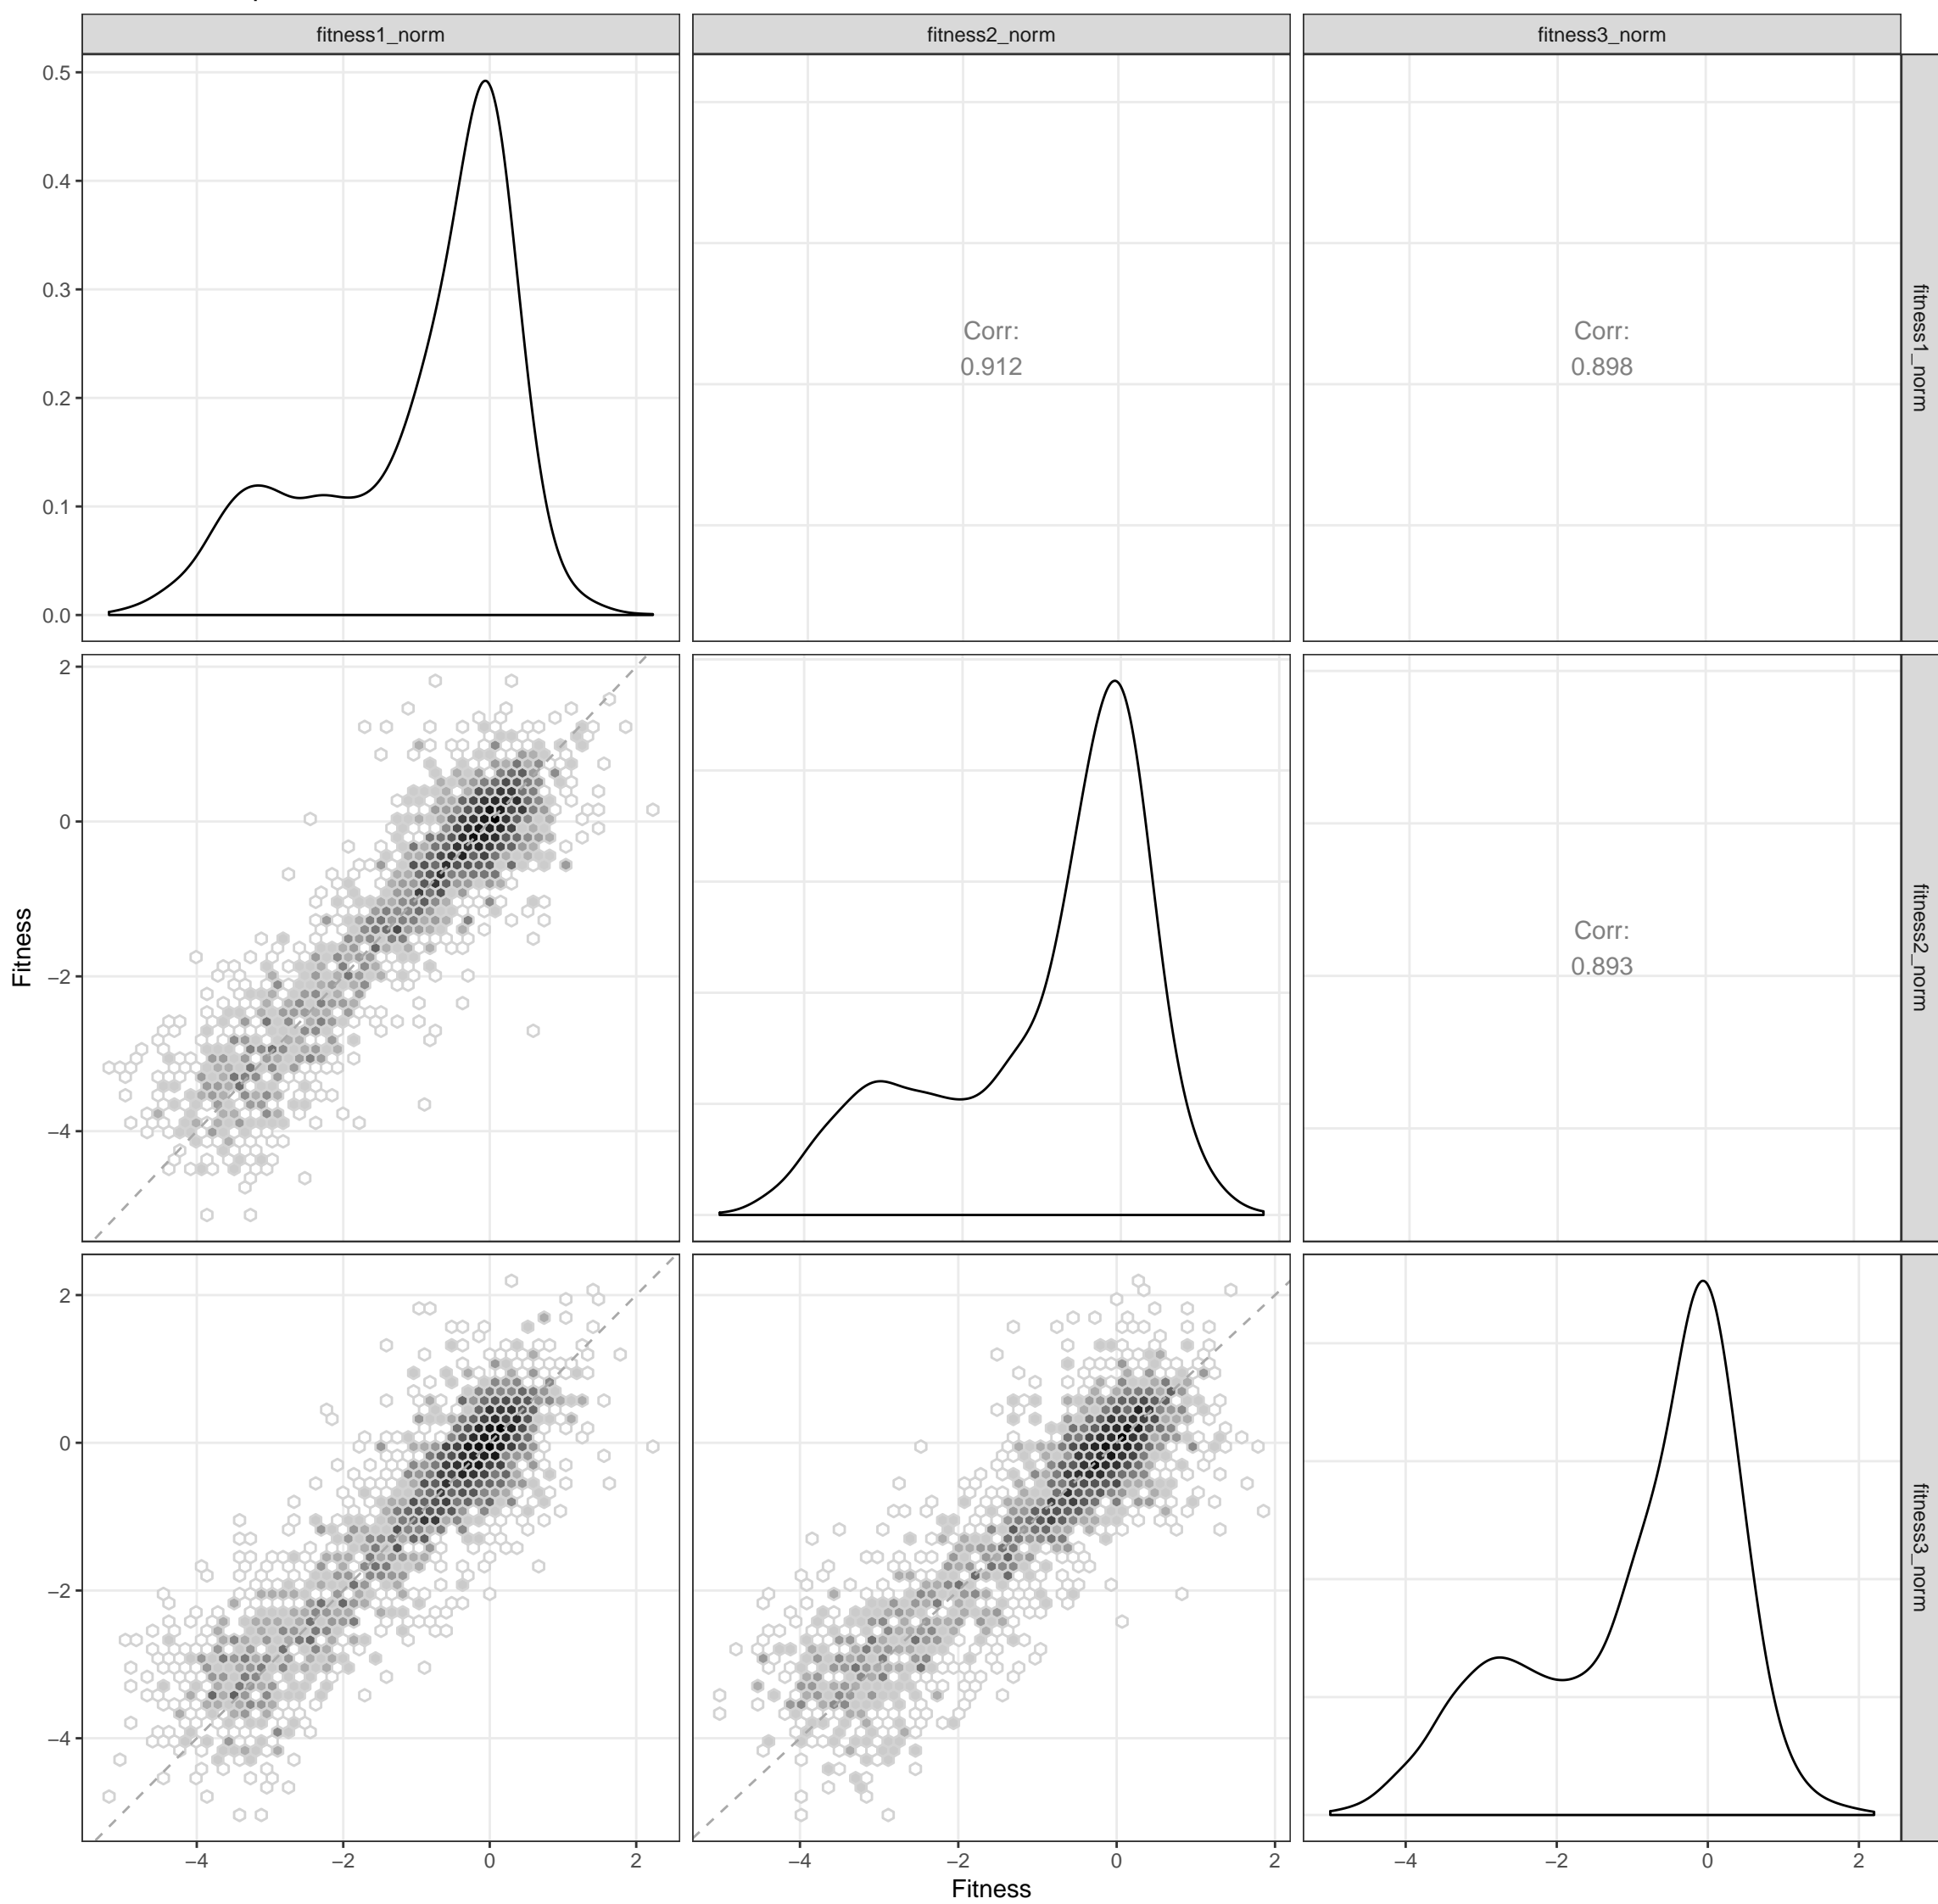 fitness1_norm fitness2_norm fitness3_norm
0.5
0.4
0.3
0.2
0.1
0.0
Corr:
0.912
Corr:
0.898
fitness1_norm
2
0
−2
−4
Corr:
0.893
fitness2_norm
Fitness
2
0
−2
−4
fitness3_norm
−4 −2 0 2 −4 −2 0 2 −4 −2 0 2
Fitness